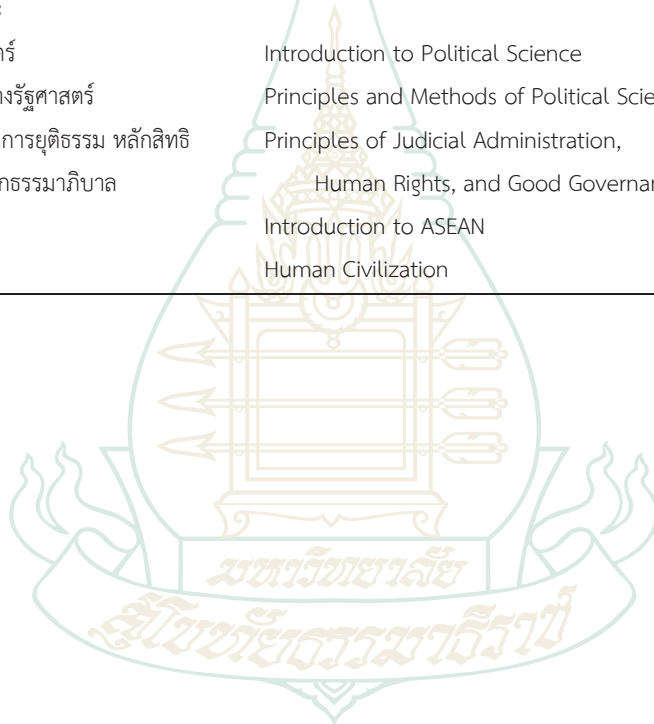 ร์ Introduction to Political Science
งรัฐศาสตร์ Principles and Methods of Political Scie
การยุติธรรม หลักสิทธิ Principles of Judicial Administration,
กธรรมาภิบาล Human Rights, and Good Governan
Introduction to ASEAN
Human Civilization
มหาวิทยาลัย
สุโขทัยธรรมาธิราช